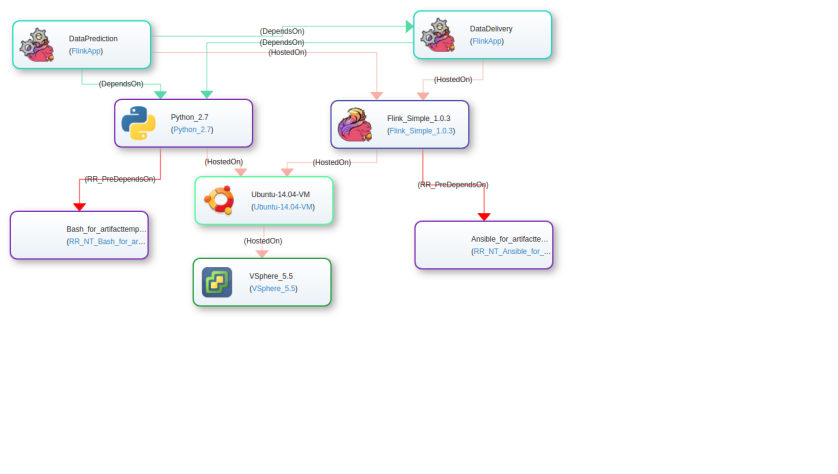 DataPrediction
(FlinkApp)
DataDelivery
(FlinkApp)
(DependsOn)
(DependsOn)
(HostedOn)
(DependsOn)
(HostedOn)
Python_2.7
(Python_2.7)
Flink_Simple_1.0.3
(Flink_Simple_1.0.3)
(HostedOn)
(HostedOn)
(RR_PreDependsOn)
(RR_PreDependsOn)
Ubuntu-14.04-VM
(Ubuntu-14.04-VM)
Bash_for_artifacttemp...
(RR_NT_Bash_for_ar...
(HostedOn)
Ansible_for_artifactte...
(RR_NT_Ansible_for_...
VSphere_5.5
(VSphere_5.5)